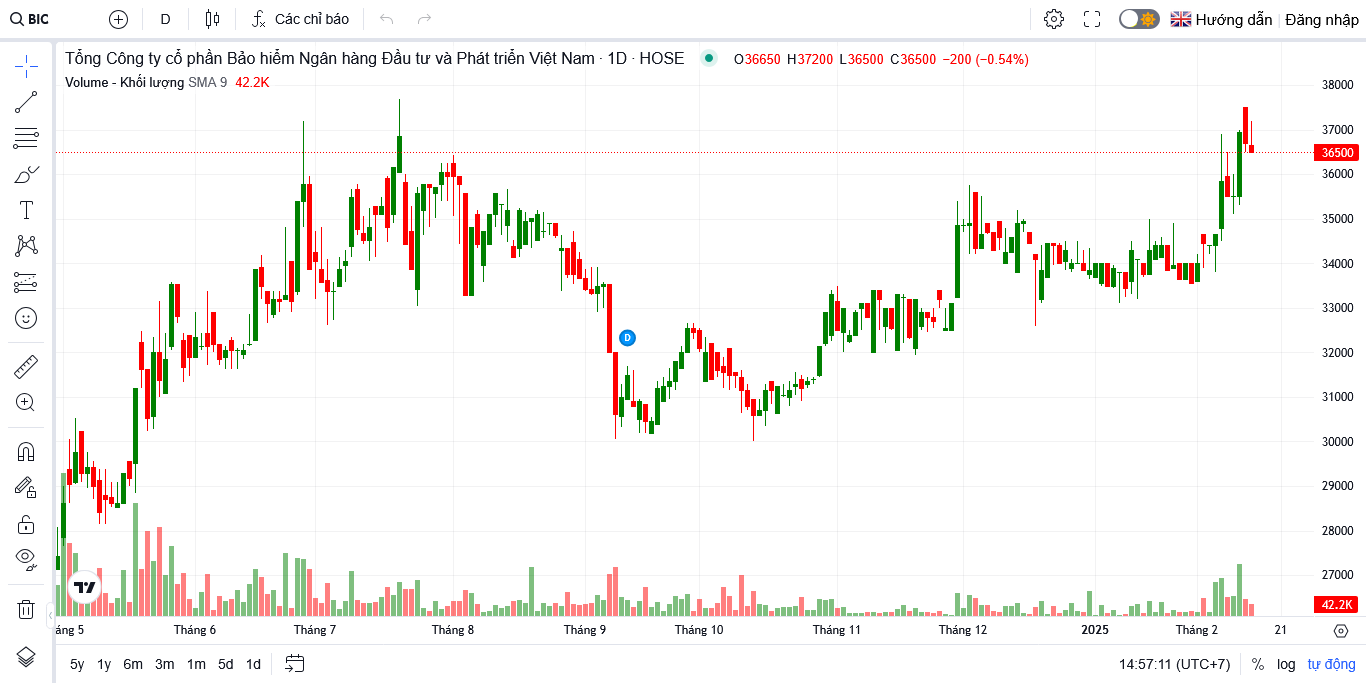 BIC D Các chỉ báo Hướng dẫn Đăng nhập
Tổng Công ty cổ phần Bảo hiểm Ngân hàng Đầu tư và Phát triển Việt Nam · 1D · HOSE O36650 H37200 L36500 C36500 −200 (−0.54%)
Volume - Khối lượng SMA 9 42.2K
38000
37000
36500
36000
35000
34000
33000
D
32000
31000
30000
29000
28000
27000
42.2K
áng 5 Tháng 6 Tháng 7 Tháng 8 Tháng 9 Tháng 10 Tháng 11 Tháng 12 2025 Tháng 2 21
5y 1y 6m 3m 1m 5d 1d 14:57:11 (UTC+7) % log tự động